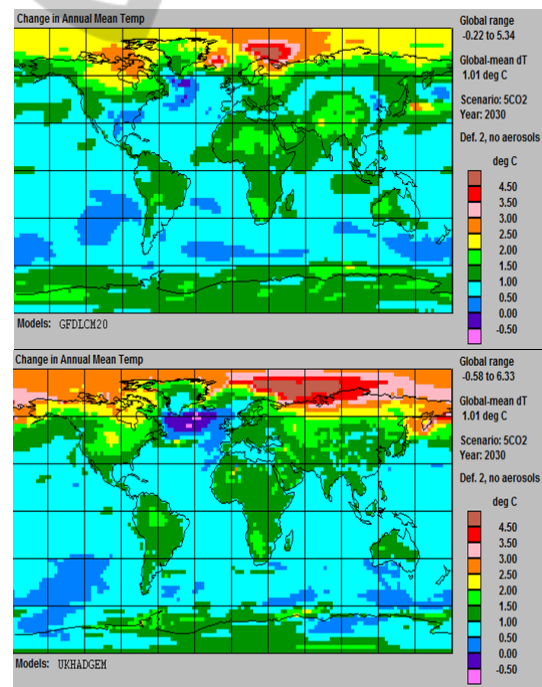 Change in Annual Mean Temp
Global range
-0.22 to 5.34
Global-mean dT
1.01 deg C
Scenario: 5CO2
Year: 2030
Def. 2, no aerosols
deg C
4.50
3.50
3.00
2.50
2.00
1.50
1.00
0.50
0.00
-0.50
Models: GFDLCM20
Change in Annual Mean Temp
Global range
-0.58 to 6.33
Global-mean dT
1.01 deg C
Scenario: 5CO2
Year: 2030
Def. 2, no aerosols
deg C
4.50
3.50
3.00
2.50
2.00
1.50
1.00
0.50
0.00
-0.50
Models: UKHADGEM